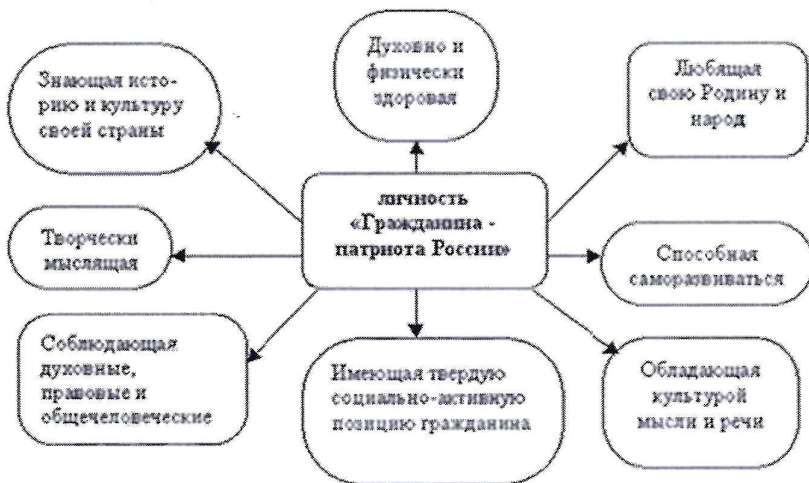 Духовно и
физически
здоровая
Знающая исто-
рию и культуру
своей страны
Любящая
свою Родину и
народ
личность
«Гражданина -
патриота России»
Творчески
мыслящая
Способная
саморазвиваться
Соблюдающая
духовные,
правовые и
общечеловеческие
Имеющая твердую
социально-активную
позицию гражданина
Обладающая
культурой
мысли и речи